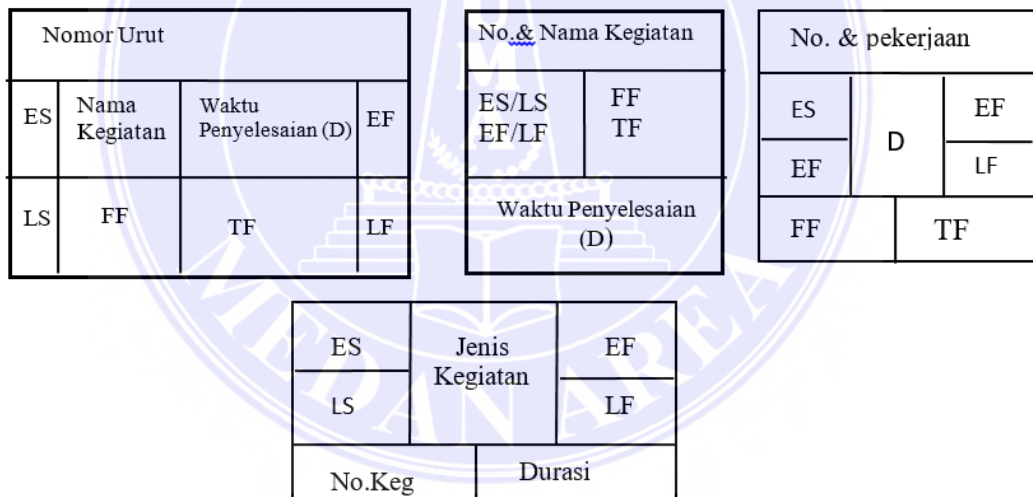 Nomor Urut
ES
Nama
Kegiatan
Waktu
Penyelesaian (D)
EF
LS
FF
TF
LF
No.& Nama Kegiatan
ES/LS
EF/LF
FF
TF
Waktu Penyelesaian
(D)
No. & pekerjaan
ES
EF
D
EF
LF
FF
TF
ES
LS
Jenis
Kegiatan
EF
LF
No.Keg
Durasi
U
M
A
MEDAN AREA